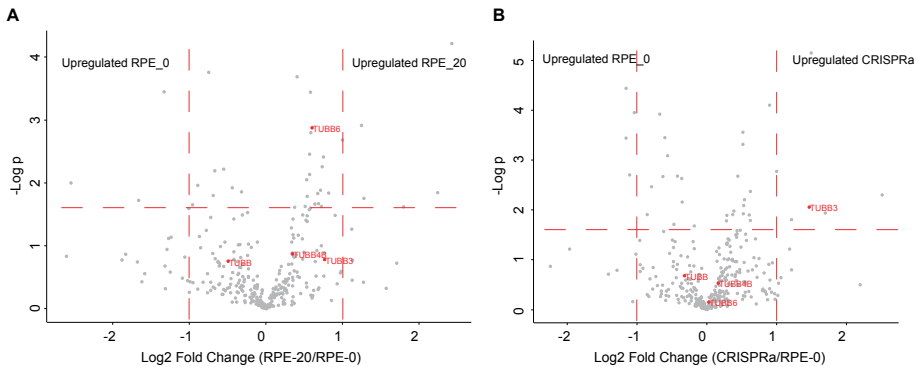 A
Upregulated RPE_0
Upregulated RPE_20
4
3
2
1
0
-Log p
TUBB6
TUBB4B
TUBB3
TUBB
-2
-1
0
1
2
Log2 Fold Change (RPE-20/RPE-0)
B
Upregulated RPE_0
Upregulated CRISPRa
5
4
3
2
1
0
-Log p
TUBB3
TUBB
TUBB4B
TUBB6
-2
-1
0
1
2
Log2 Fold Change (CRISPRa/RPE-0)